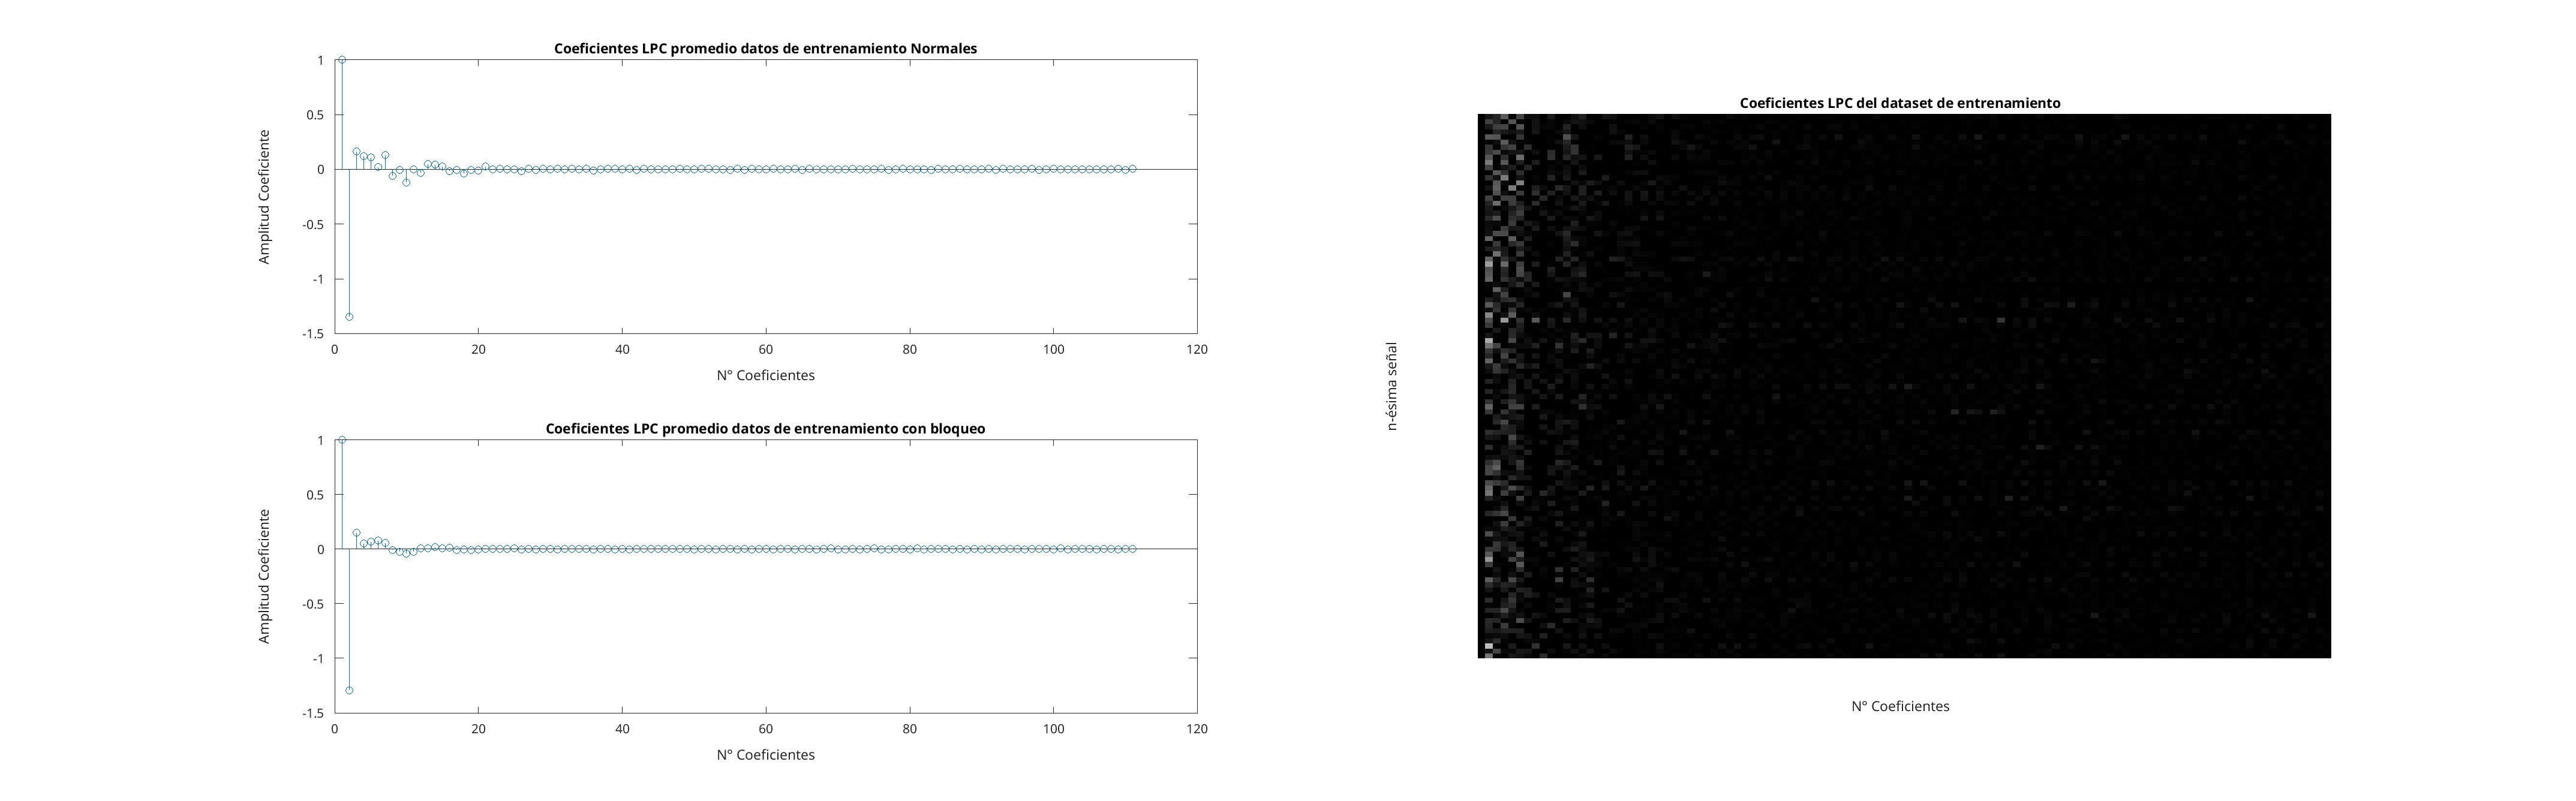 Coeficientes LPC promedio datos de entrenamiento Normales
1
0.5
0
-0.5
-1
-1.5
Amplitud Coeficiente
0 20 40 60 80 100 120
N° Coeficientes
Coeficientes LPC promedio datos de entrenamiento con bloqueo
1
0.5
0
-0.5
-1
-1.5
Amplitud Coeficiente
0 20 40 60 80 100 120
N° Coeficientes
Coeficientes LPC del dataset de entrenamiento
n-ésima señal
N° Coeficientes